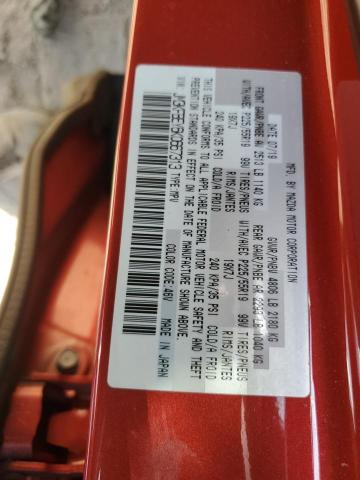 MFD. BY MAZDA MOTOR CORPORATION
DATE 07/19 GVWR/PNBV 4806 LB 2180 KG
FRONT GAWR/PNBE AV 2513 LB 1140 KG REAR GAWR/PNBE AR 2293 LB 1040 KG
WITH/AVEC P225/55R19 99V TIRES/PNEUS WITH/AVEC P225/55R19 99V TIRES/PNEUS
19X7J RIMS/JANTES 19X7J RIMS/JANTES
240 KPA/35 PSI COLD/A FROID 240 KPA/35 PSI COLD/A FROID
THIS VEHICLE CONFORMS TO ALL APPLICABLE FEDERAL MOTOR VEHICLE SAFETY AND THEFT
PREVENTION STANDARDS IN EFFECT ON THE DATE OF MANUFACTURE SHOWN ABOVE.
VIN: TYPE:MPV
COLOR CODE:46V MADE IN JAPAN